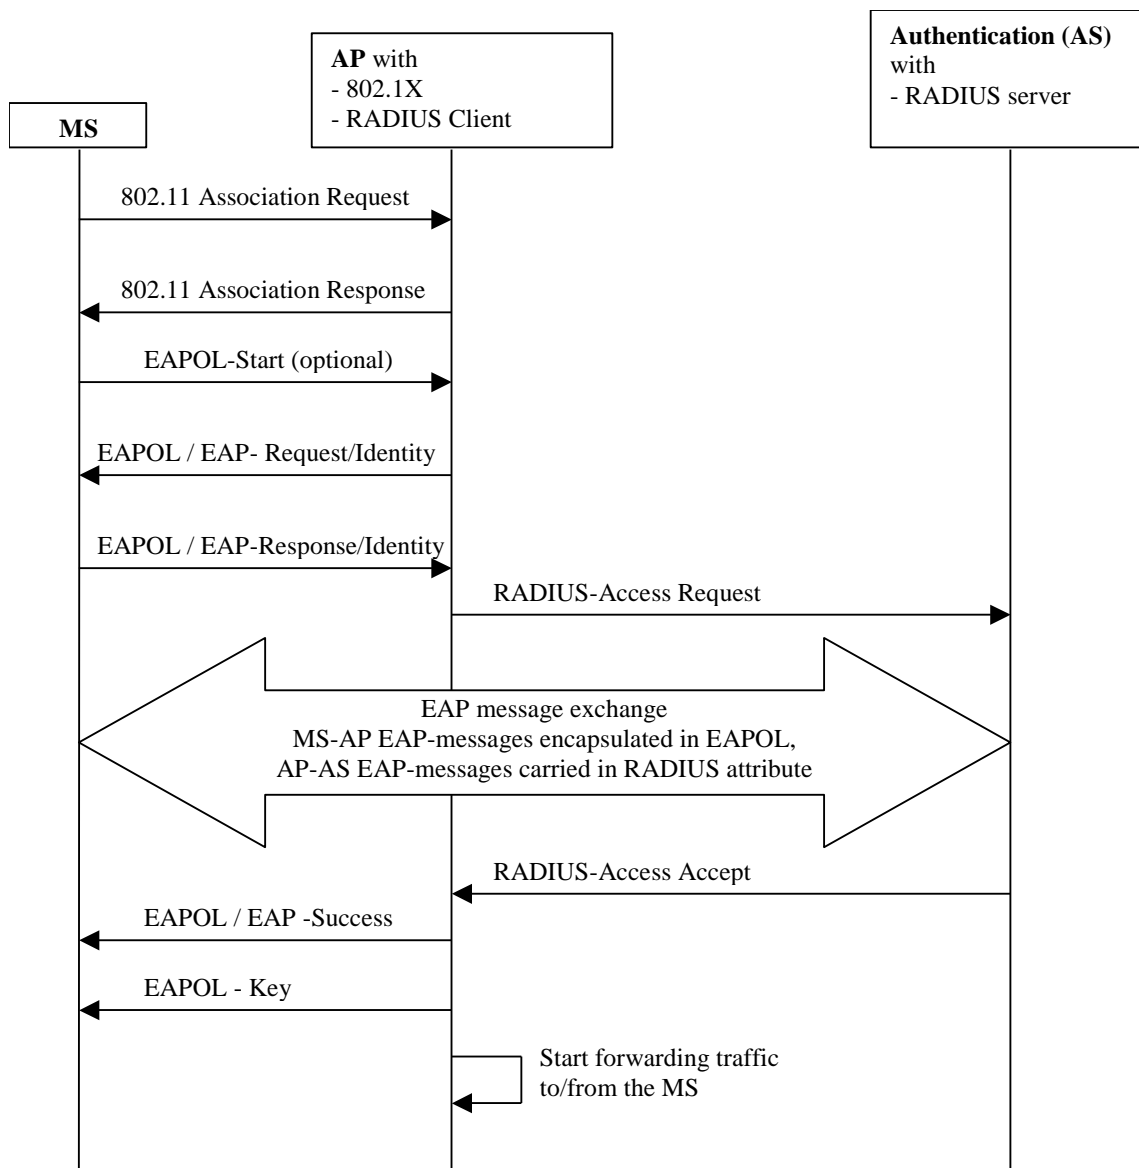 MS
AP with
- 802.1X
- RADIUS Client
Authentication (AS)
with
- RADIUS server
802.11 Association Request
802.11 Association Response
EAPOL-Start (optional)
EAPOL / EAP- Request/Identity
EAPOL / EAP-Response/Identity
RADIUS-Access Request
EAP message exchange
MS-AP EAP-messages encapsulated in EAPOL,
AP-AS EAP-messages carried in RADIUS attribute
RADIUS-Access Accept
EAPOL / EAP -Success
EAPOL - Key
Start forwarding traffic
to/from the MS